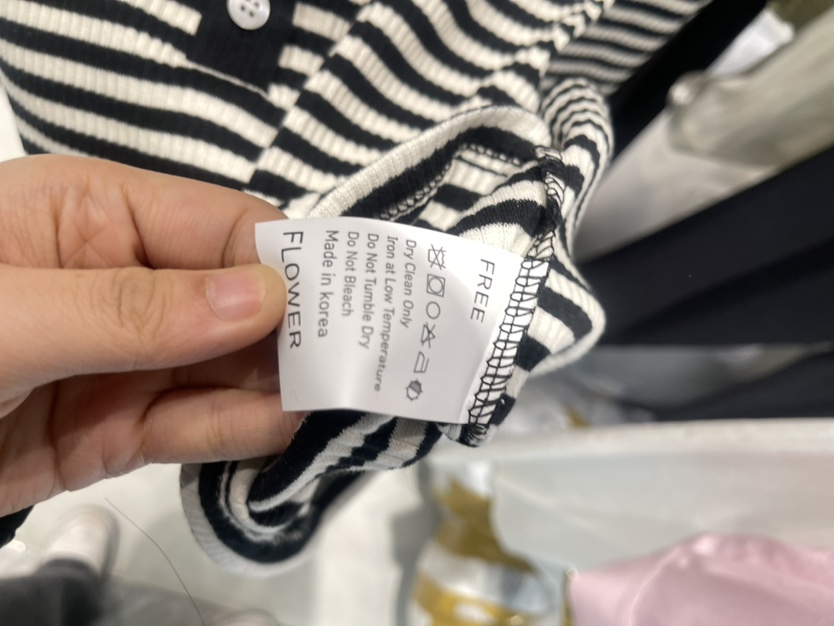 FREE
Dry Clean Only
Iron at Low Temperature
Do Not Tumble Dry
Do Not Bleach
Made in korea
FLOWER